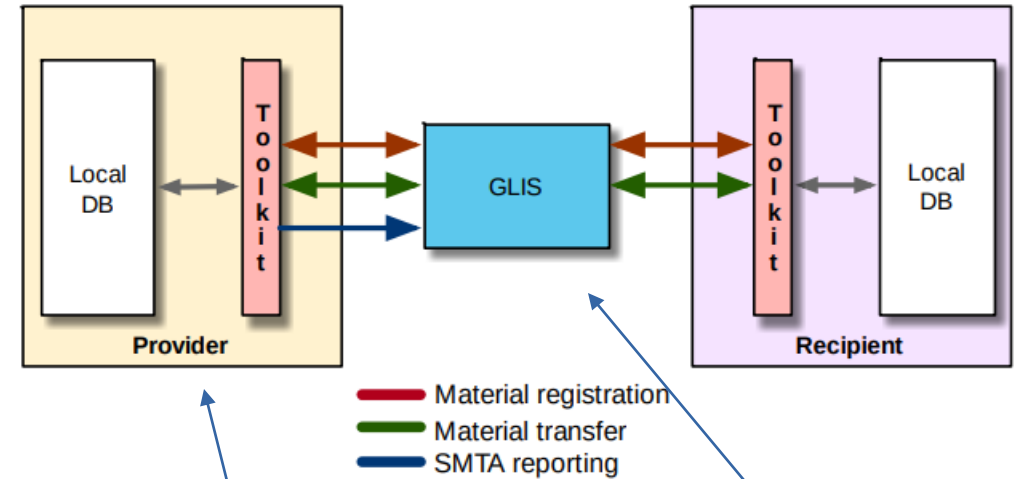 Local
DB
Toolkit
Provider
GLIS
Toolkit
Local
DB
Recipient
Material registration
Material transfer
SMTA reporting